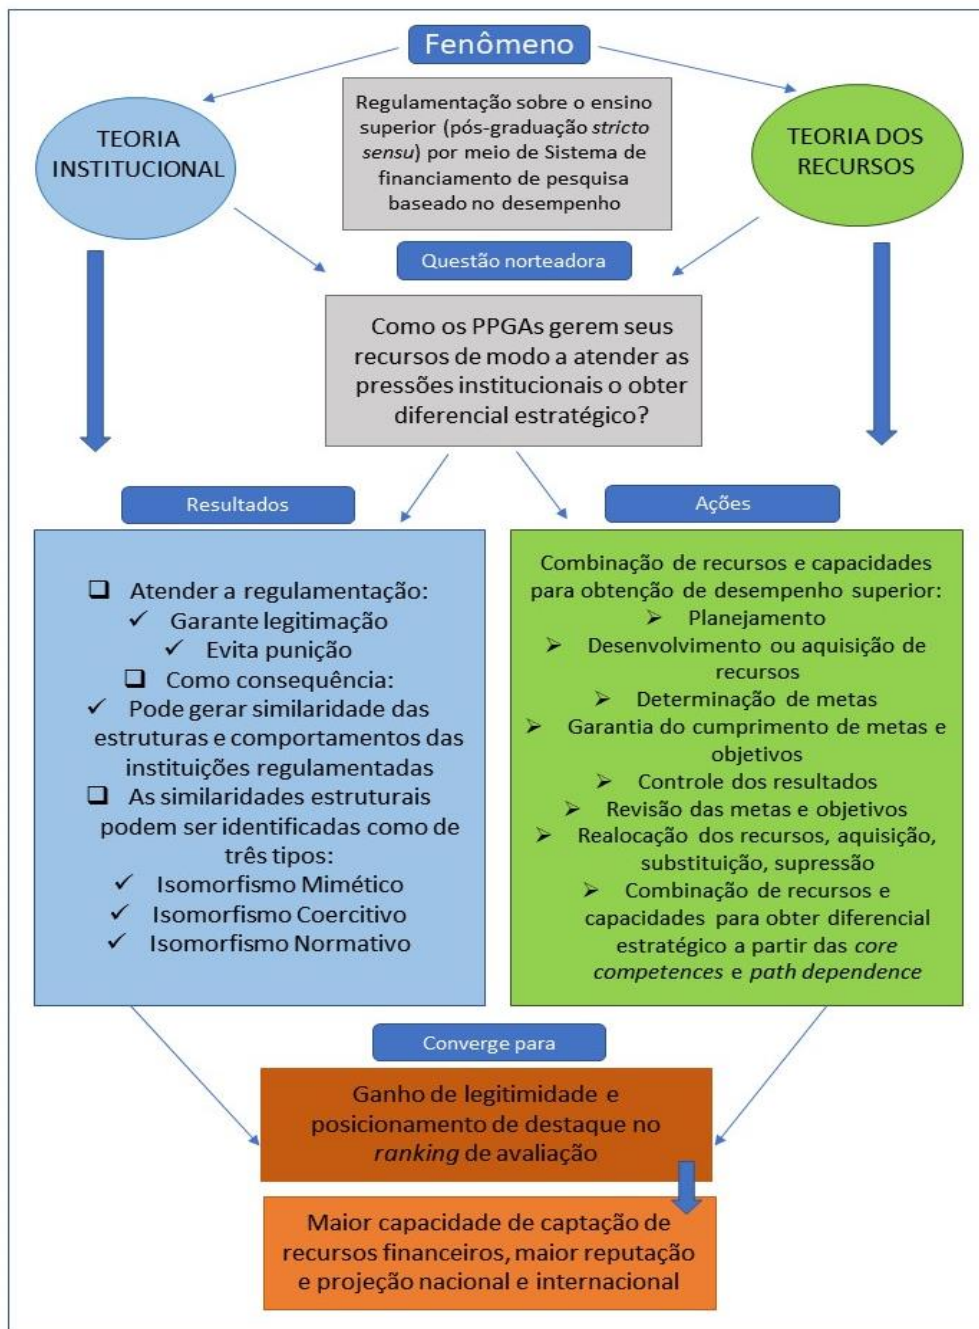 Fenômeno
TEORIA
INSTITUCIONAL
Regulamentação sobre o ensino
superior (pós-graduação stricto
sensu) por meio de Sistema de
financiamento de pesquisa
baseado no desempenho
TEORIA DOS
RECURSOS
Questão norteadora
Como os PPGAs gerem seus
recursos de modo a atender as
pressões institucionais o obter
diferencial estratégico?
Resultados
❑ Atender a regulamentação:
✓ Garante legitimação
✓ Evita punição
❑ Como consequência:
✓ Pode gerar similaridade das
estruturas e comportamentos das
instituições regulamentadas
❑ As similaridades estruturais
podem ser identificadas como de
três tipos:
✓ Isomorfismo Mimético
✓ Isomorfismo Coercitivo
✓ Isomorfismo Normativo
Ações
Combinação de recursos e capacidades
para obtenção de desempenho superior:
➢ Planejamento
➢ Desenvolvimento ou aquisição de
recursos
➢ Determinação de metas
➢ Garantia do cumprimento de metas e
objetivos
➢ Controle dos resultados
➢ Revisão das metas e objetivos
➢ Realocação dos recursos, aquisição,
substituição, supressão
➢ Combinação de recursos e
capacidades para obter diferencial
estratégico a partir das core
competences e path dependence
Converge para
Ganho de legitimidade e
posicionamento de destaque no
ranking de avaliação
Maior capacidade de captação de
recursos financeiros, maior reputação
e projeção nacional e internacional